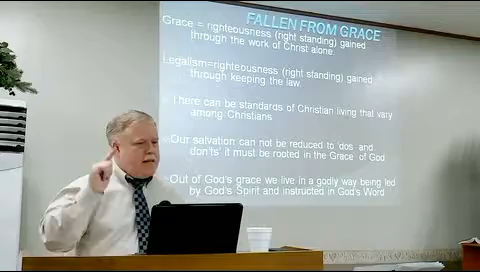 FALLEN FROM GRACE
Grace = righteousness (right standing) gained
through the work of Christ alone.
Legalism=righteousness (right standing) gained
through keeping the law.
There can be standards of Christian living that vary
among Christians
Our salvation can not be reduced to 'dos and
don'ts' it must be rooted in the Grace of God
Out of God's grace we live in a godly way being led
by God's Spirit and instructed in God's Word